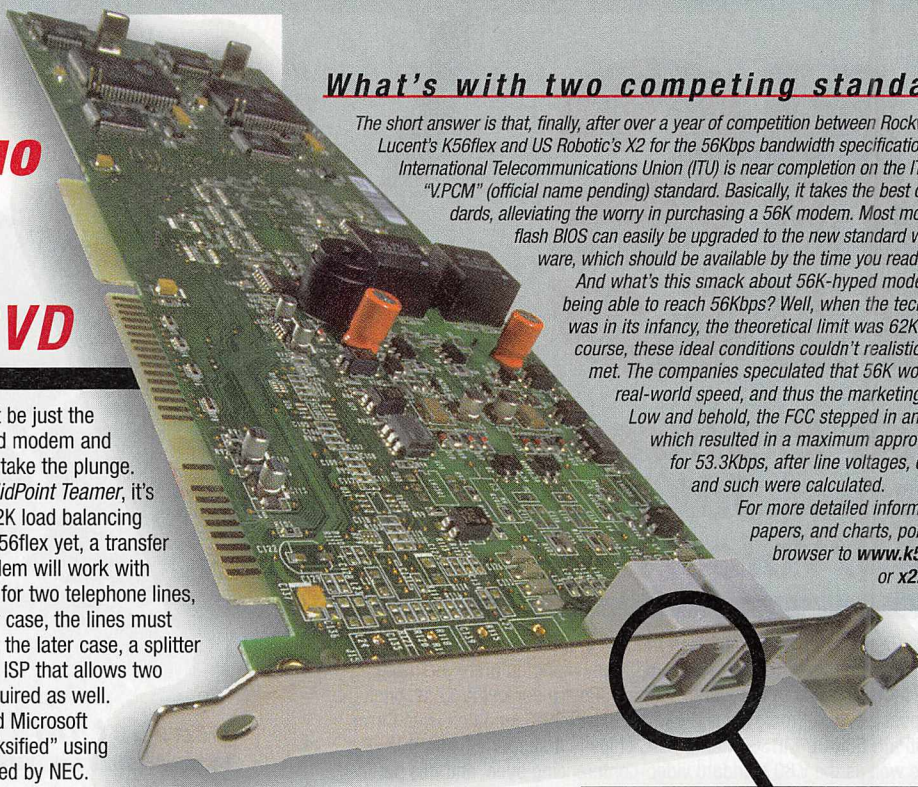 uo
VD
t be just the
d modem and
take the plunge.
idPoint Teamer, it's
2K load balancing
56flex yet, a transfer
dem will work with
for two telephone lines,
case, the lines must
the later case, a splitter
ISP that allows two
uired as well.
d Microsoft
ksified" using
ed by NEC.
What's with two competing standa
The short answer is that, finally, after over a year of competition between Rock
Lucent's K56flex and US Robotic's X2 for the 56Kbps bandwidth specification
International Telecommunications Union (ITU) is near completion on the I
"V.PCM" (official name pending) standard. Basically, it takes the best o
dards, alleviating the worry in purchasing a 56K modem. Most mo
flash BIOS can easily be upgraded to the new standard w
ware, which should be available by the time you read
And what's this smack about 56K-hyped mode
being able to reach 56Kbps? Well, when the tec
was in its infancy, the theoretical limit was 62K
course, these ideal conditions couldn't realistic
met. The companies speculated that 56K wo
real-world speed, and thus the marketing
Low and behold, the FCC stepped in a
which resulted in a maximum appro
for 53.3Kbps, after line voltages,
and such were calculated.
For more detailed inform
papers, and charts, poi
browser to www.k5
or x2
C122